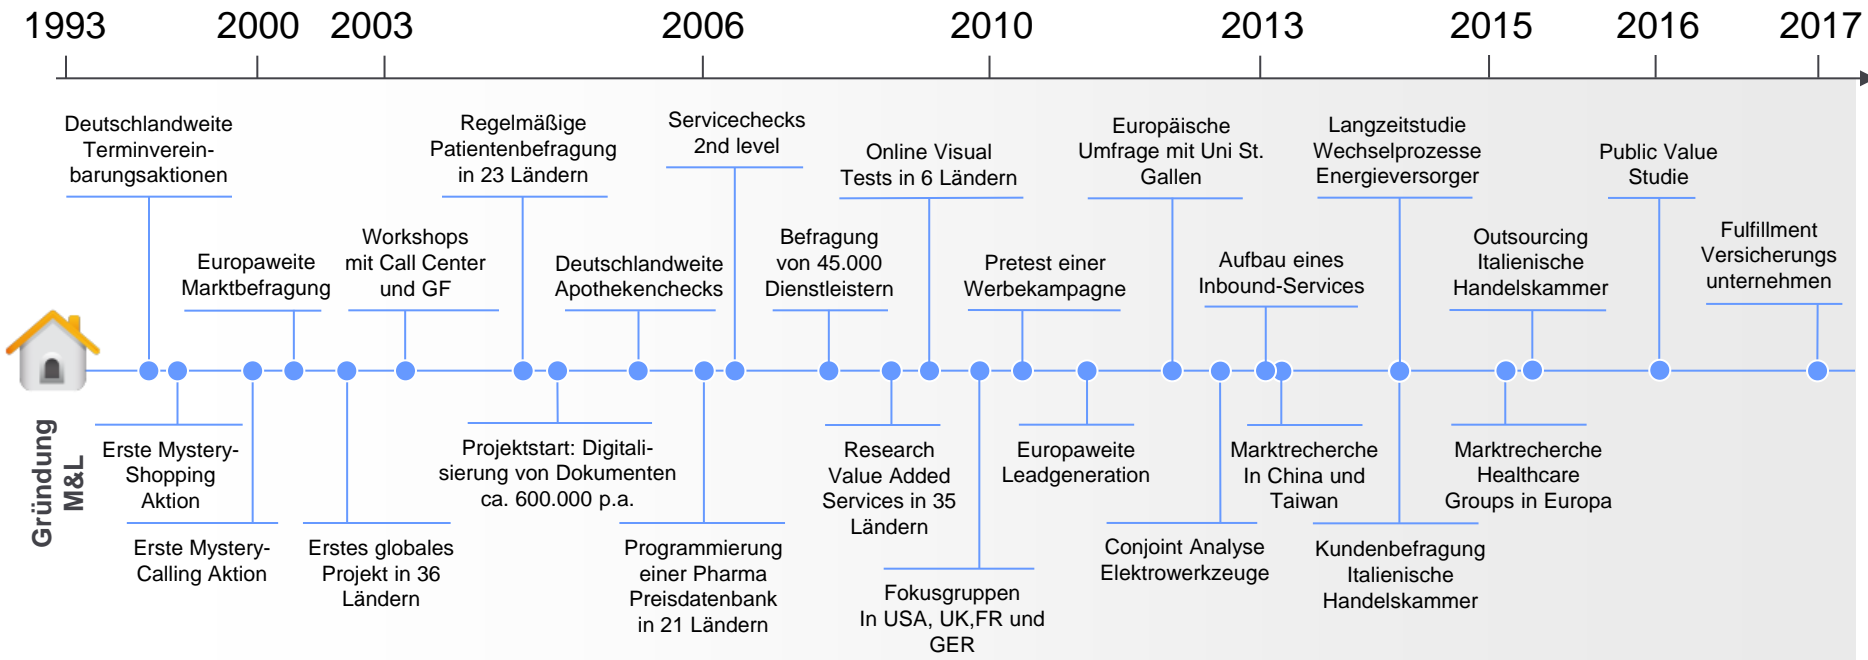 1993
2000
2003
2006
2010
2013
2015
2016
2017
Deutschlandweite
Terminverein-
barungsaktionen
Regelmäßige
Patientenbefragung
in 23 Ländern
Servicechecks
2nd level
Online Visual
Tests in 6 Ländern
Europäische
Umfrage mit Uni St.
Gallen
Langzeitstudie
Wechselprozesse
Energieversorger
Public Value
Studie
Europaweite
Marktbefragung
Workshops
mit Call Center
und GF
Deutschlandweite
Apothekenchecks
Befragung
von 45.000
Dienstleistern
Pretest einer
Werbekampagne
Aufbau eines
Inbound-Services
Outsourcing
Italienische
Handelskammer
Fulfillment
Versicherungs
unternehmen
Gründung
M&L
Erste Mystery-
Shopping
Aktion
Projektstart: Digitali-
sierung von Dokumenten
ca. 600.000 p.a.
Research
Value Added
Services in 35
Ländern
Europaweite
Leadgeneration
Marktrecherche
In China und
Taiwan
Marktrecherche
Healthcare
Groups in Europa
Erste Mystery-
Calling Aktion
Erstes globales
Projekt in 36
Ländern
Programmierung
einer Pharma
Preisdatenbank
in 21 Ländern
Fokusgruppen
In USA, UK,FR und
GER
Conjoint Analyse
Elektrowerkzeuge
Kundenbefragung
Italienische
Handelskammer